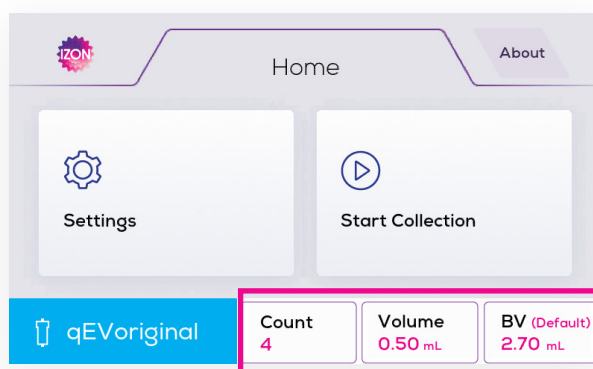 IZON
Home
About
Settings
Start Collection
qEVoriginal
Count
4
Volume
0.50 mL
BV (Default)
2.70 mL